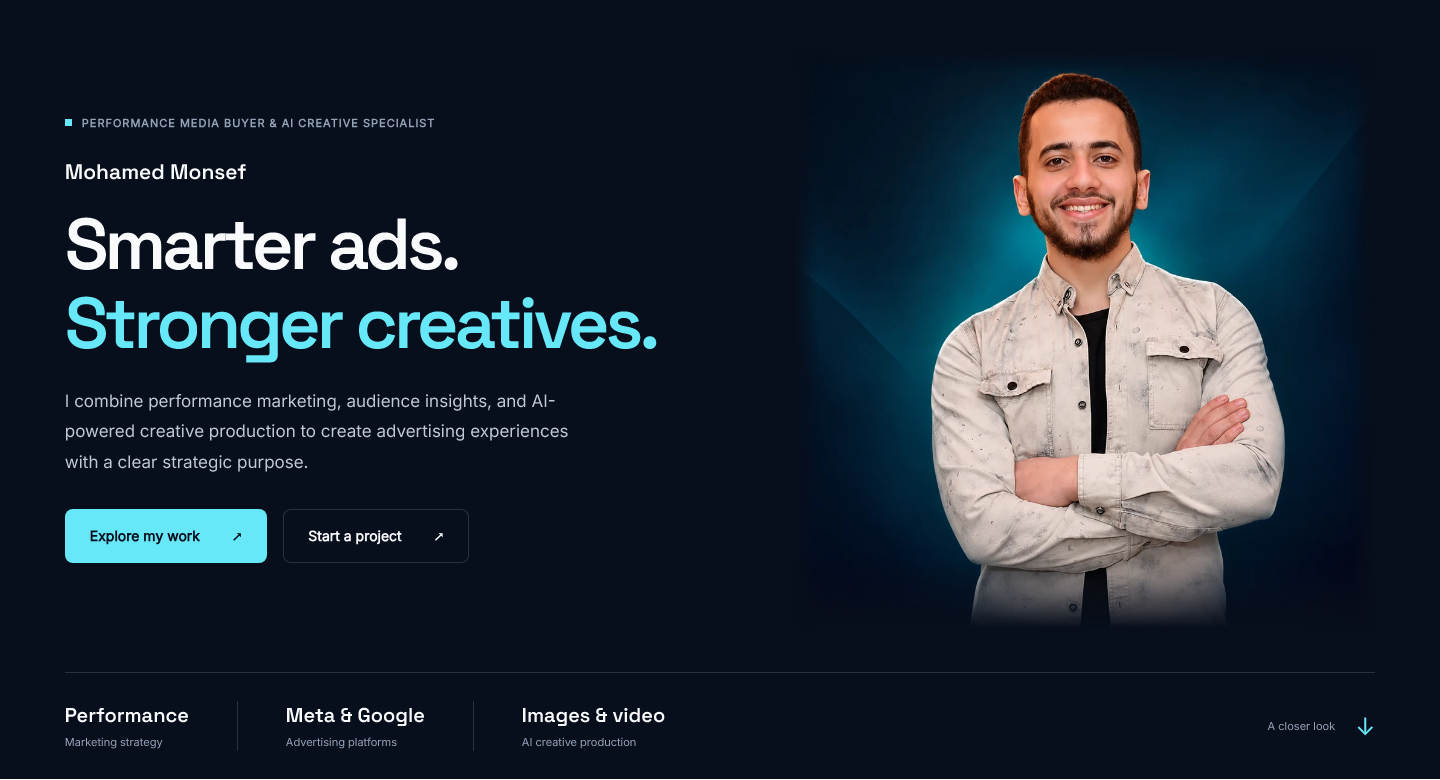 PERFORMANCE MEDIA BUYER & AI CREATIVE SPECIALIST
Mohamed Monsef
Smarter ads.
Stronger creatives.
I combine performance marketing, audience insights, and AI-
powered creative production to create advertising experiences
with a clear strategic purpose.
Explore my work ↗
Start a project ↗
Performance
Marketing strategy
Meta & Google
Advertising platforms
Images & video
AI creative production
A closer look ↓